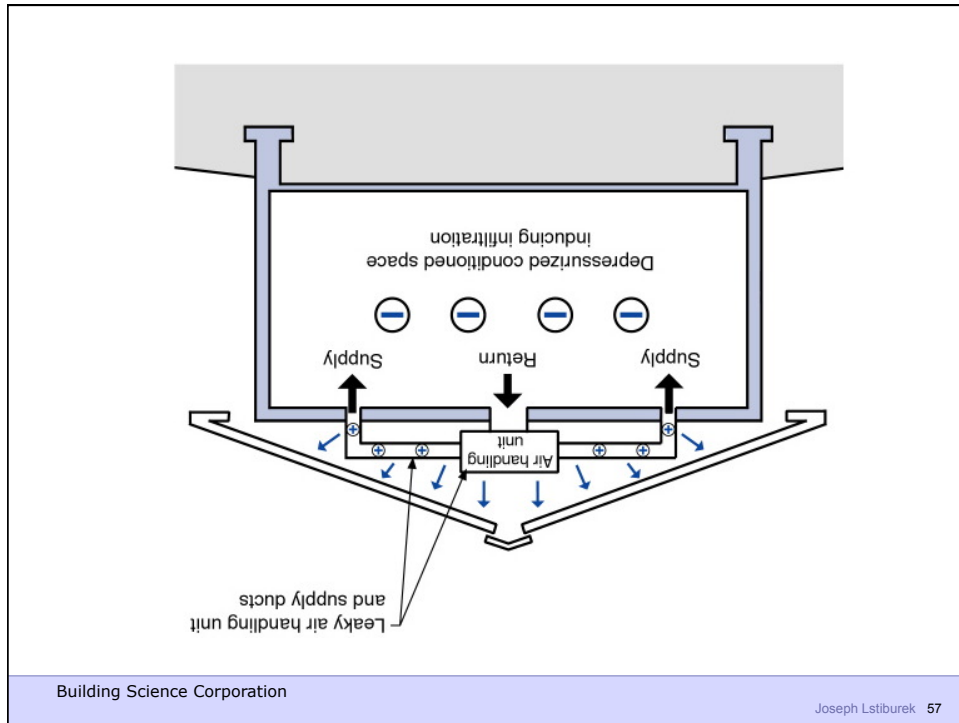 Leaky air handling unit
and supply ducts
Air handling
unit
Supply
Return
Supply
Depressurized conditioned space
inducing infiltration
Building Science Corporation
Joseph Lstiburek 57